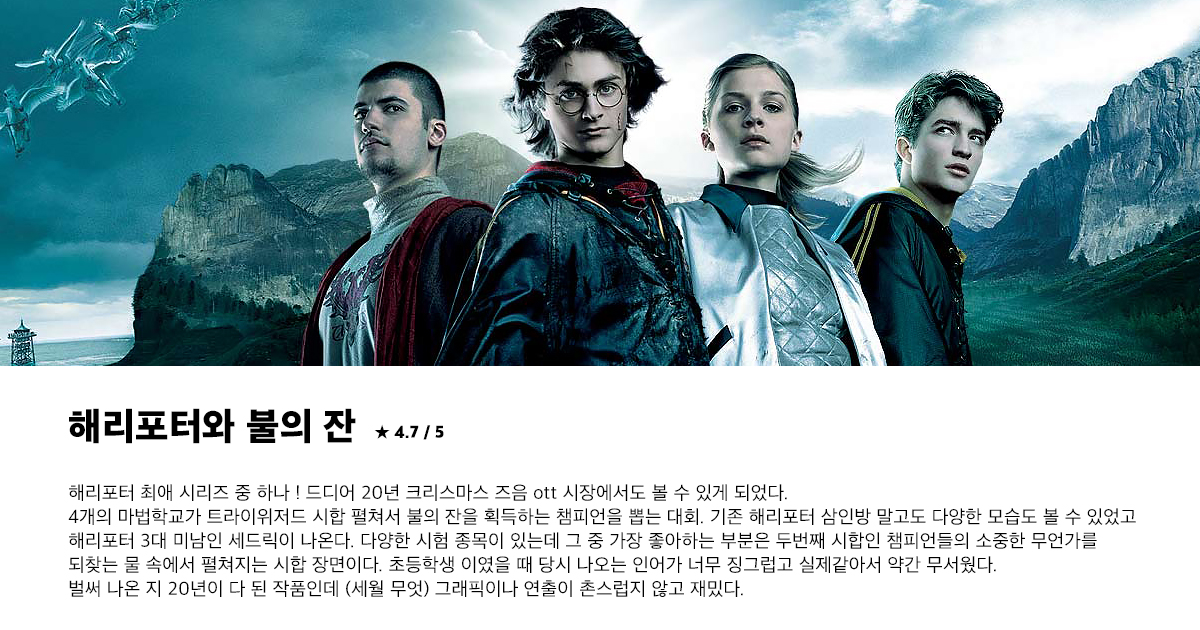 해리포터와 불의 잔 ★ 4.7 / 5
해리포터 최애 시리즈 중 하나 ! 드디어 20년 크리스마스 즈음 ott 시장에서도 볼 수 있게 되었다.
4개의 마법학교가 트라이위저드 시합 펼쳐서 불의 잔을 획득하는 챔피언을 뽑는 대회. 기존 해리포터 삼인방 말고도 다양한 모습도 볼 수 있었고
해리포터 3대 미남인 세드릭이 나온다. 다양한 시험 종목이 있는데 그 중 가장 좋아하는 부분은 두번째 시합인 챔피언들의 소중한 무언가를
되찾는 물 속에서 펼쳐지는 시합 장면이다. 초등학생 이였을 때 당시 나오는 인어가 너무 징그럽고 실제같아서 약간 무서웠다.
벌써 나온 지 20년이 다 된 작품인데 (세월 무엇) 그래픽이나 연출이 촌스럽지 않고 재밌다.